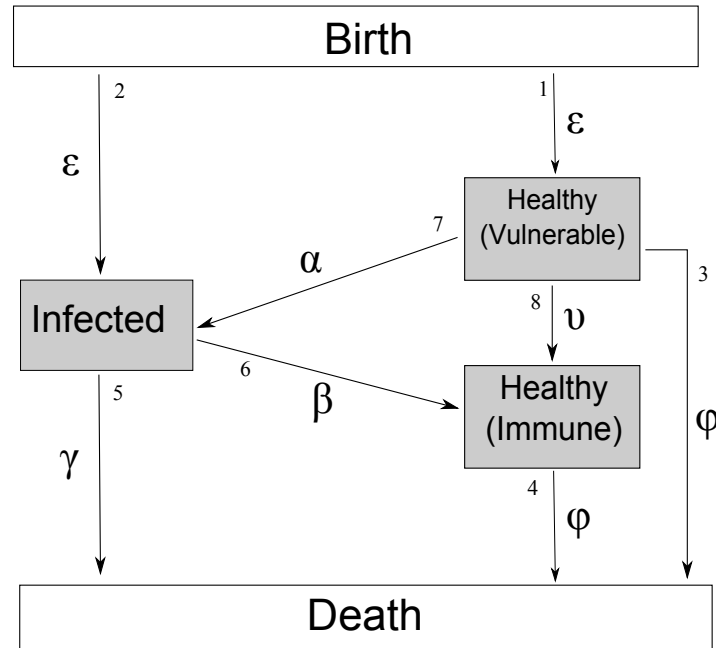 Birth
2
1
ε
ε
Healthy
(Vulnerable)
7
3
α
Infected
8
υ
6
β
Healthy
(Immune)
5
γ
φ
4
φ
Death